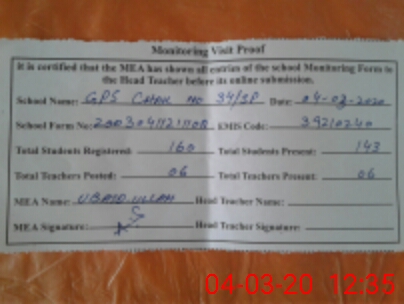 Monitoring Visit Proof
It is certified that the MEA has shown all entries of the school Monitoring Form to
the Head Teacher before its online submission.
School Name: GPS Chak no 34/SP Date: 04-03-2020
School Form No: EMIS Code: 39210240
Total Students Registered: 160 Total Students Present: 143
Total Teachers Posted: 06 Total Teachers Present: 06
MEA Name: UBAID.ULLAH Head Teacher Name:
MEA Signature: Head Teacher Signature:
04-03-20 12:35